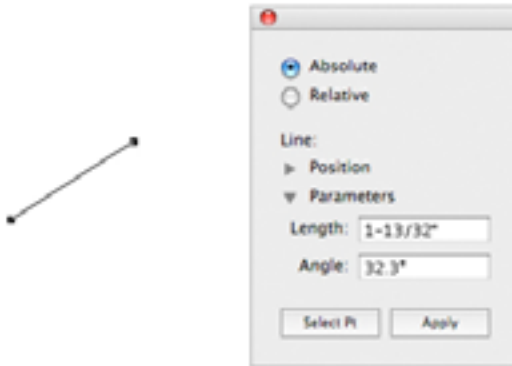 Absolute
Relative
Line:
Position
Parameters
Length: 1-13/32"
Angle: 32.3°
Select Pt Apply